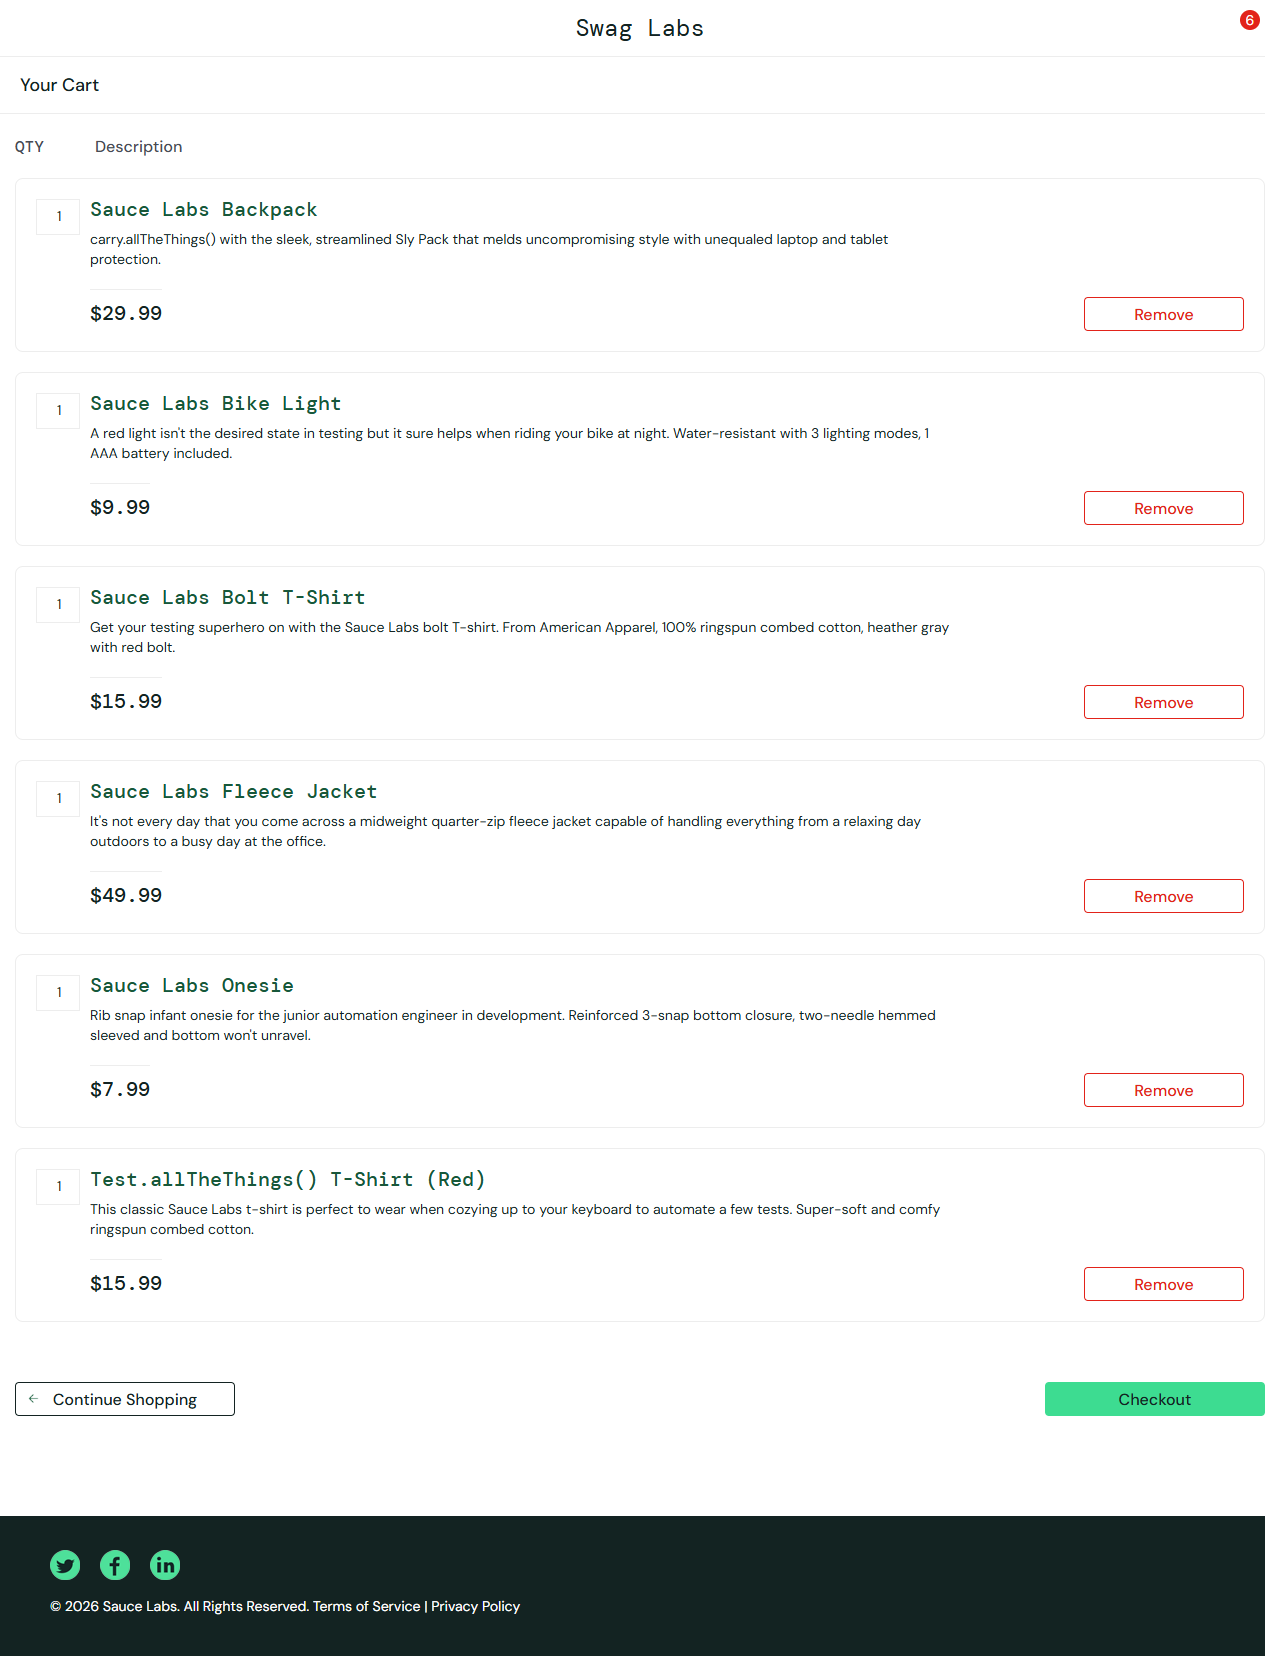 Swag Labs
6
Your Cart
QTY Description
1 Sauce Labs Backpack
carry.allTheThings() with the sleek, streamlined Sly Pack that melds uncompromising style with unequaled laptop and tablet
protection.
$29.99 Remove
1 Sauce Labs Bike Light
A red light isn't the desired state in testing but it sure helps when riding your bike at night. Water-resistant with 3 lighting modes, 1
AAA battery included.
$9.99 Remove
1 Sauce Labs Bolt T-Shirt
Get your testing superhero on with the Sauce Labs bolt T-shirt. From American Apparel, 100% ringspun combed cotton, heather gray
with red bolt.
$15.99 Remove
1 Sauce Labs Fleece Jacket
It's not every day that you come across a midweight quarter-zip fleece jacket capable of handling everything from a relaxing day
outdoors to a busy day at the office.
$49.99 Remove
1 Sauce Labs Onesie
Rib snap infant onesie for the junior automation engineer in development. Reinforced 3-snap bottom closure, two-needle hemmed
sleeved and bottom won't unravel.
$7.99 Remove
1 Test.allTheThings() T-Shirt (Red)
This classic Sauce Labs t-shirt is perfect to wear when cozying up to your keyboard to automate a few tests. Super-soft and comfy
ringspun combed cotton.
$15.99 Remove
Continue Shopping Checkout
© 2026 Sauce Labs. All Rights Reserved. Terms of Service | Privacy Policy